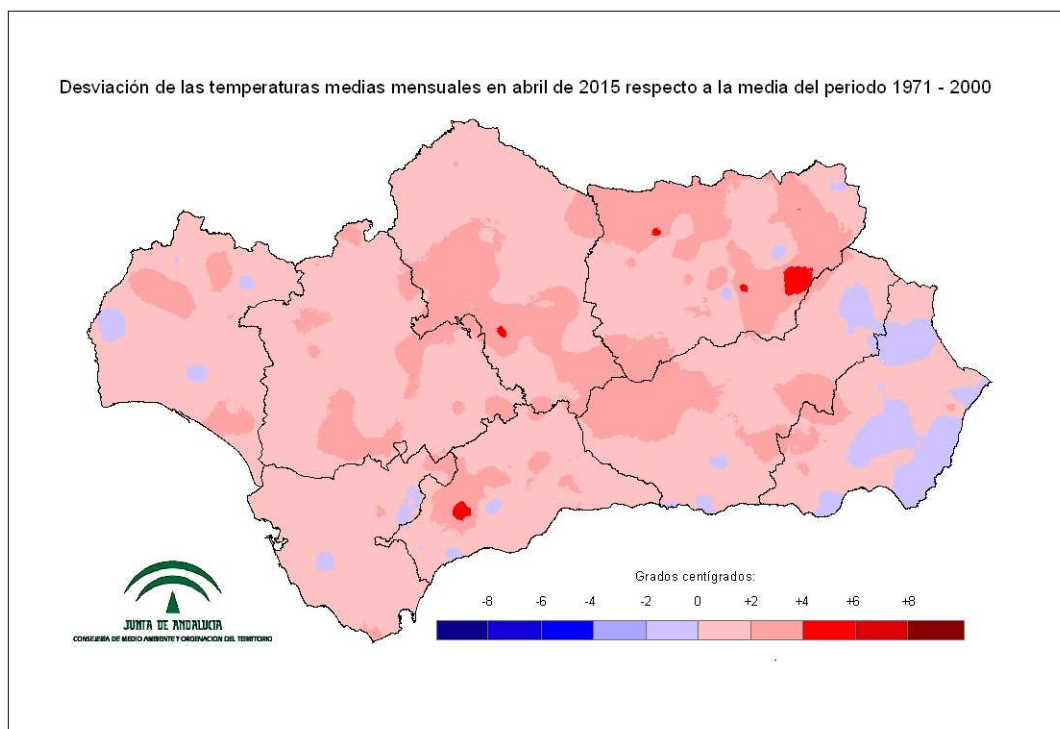 Desviación de las temperaturas medias mensuales en abril de 2015 respecto a la media del periodo 1971 - 2000
Grados centígrados:
-8 -6 -4 -2 0 +2 +4 +6 +8
JUNTA DE ANDALUCIA
CONSEJERÍA DE MEDIO AMBIENTE Y ORDENACIÓN DEL TERRITORIO